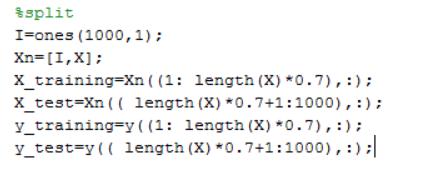 %split
I=ones(1000,1);
Xn=[I,X];
X_training=Xn((1: length(X)*0.7),:);
X_test=Xn(( length(X)*0.7+1:1000),:);
y_training=y((1: length(X)*0.7),:);
y_test=y(( length(X)*0.7+1:1000),:);